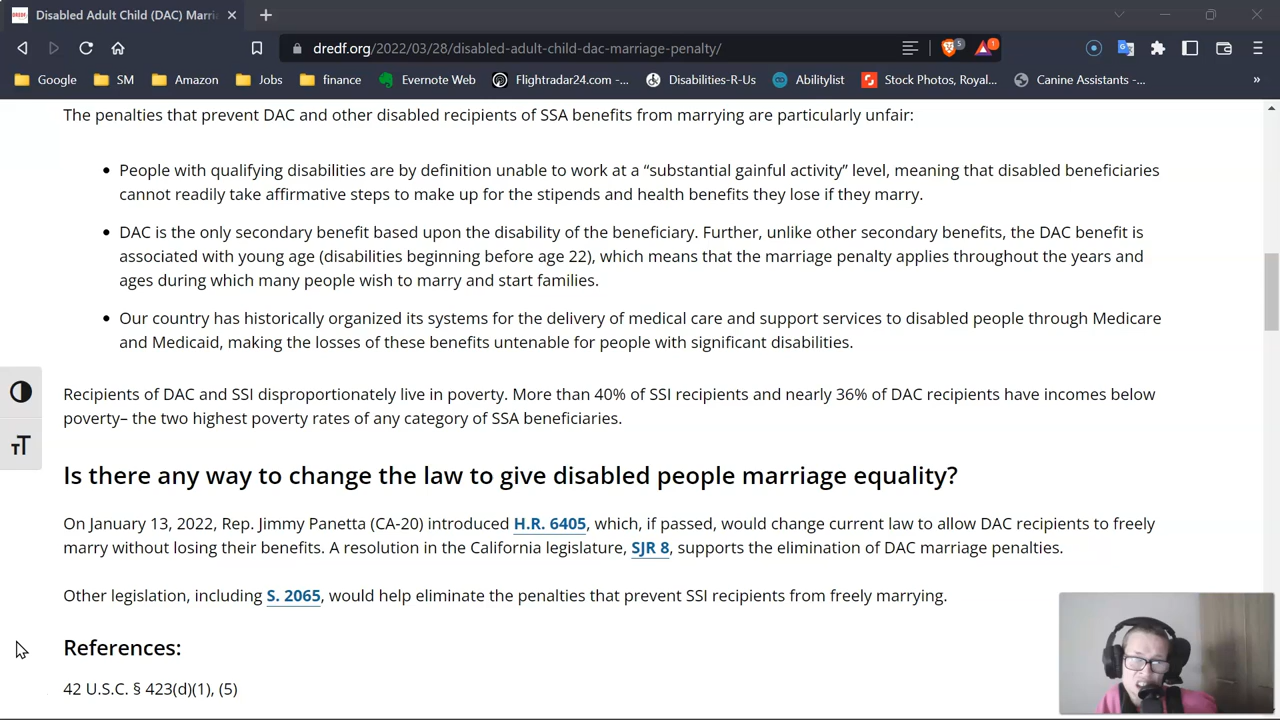 DREDF Disabled Adult Child (DAC) Marri
dredf.org/2022/03/28/disabled-adult-child-dac-marriage-penalty/
5
1
Google SM Amazon Jobs finance Evernote Web Flightradar24.com -... Disabilities-R-Us Abilitylist Stock Photos, Royal... Canine Assistants -... »
The penalties that prevent DAC and other disabled recipients of SSA benefits from marrying are particularly unfair:
• People with qualifying disabilities are by definition unable to work at a “substantial gainful activity” level, meaning that disabled beneficiaries
cannot readily take affirmative steps to make up for the stipends and health benefits they lose if they marry.
• DAC is the only secondary benefit based upon the disability of the beneficiary. Further, unlike other secondary benefits, the DAC benefit is
associated with young age (disabilities beginning before age 22), which means that the marriage penalty applies throughout the years and
ages during which many people wish to marry and start families.
• Our country has historically organized its systems for the delivery of medical care and support services to disabled people through Medicare
and Medicaid, making the losses of these benefits untenable for people with significant disabilities.
Recipients of DAC and SSI disproportionately live in poverty. More than 40% of SSI recipients and nearly 36% of DAC recipients have incomes below
poverty– the two highest poverty rates of any category of SSA beneficiaries.
TT
Is there any way to change the law to give disabled people marriage equality?
On January 13, 2022, Rep. Jimmy Panetta (CA-20) introduced H.R. 6405, which, if passed, would change current law to allow DAC recipients to freely
marry without losing their benefits. A resolution in the California legislature, SJR 8, supports the elimination of DAC marriage penalties.
Other legislation, including S. 2065, would help eliminate the penalties that prevent SSI recipients from freely marrying.
References:
42 U.S.C. § 423(d)(1), (5)